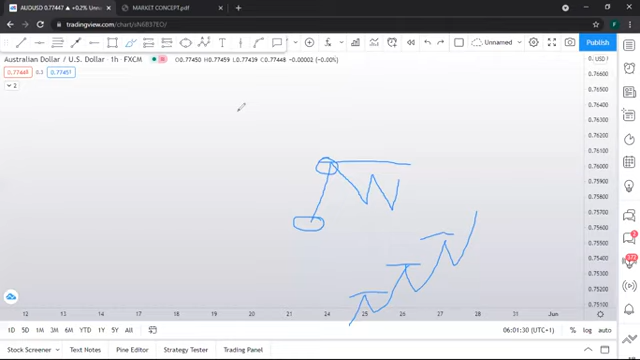 AUDUSD 0.77447 ▲ +0.2% Unna
MARKET CONCEPT.pdf
tradingview.com/chart/sN6B37EO/
Unnamed
Publish
Australian Dollar / U.S. Dollar · 1h · FXCM
O0.77450 H0.77459 L0.77439 C0.77448 −0.00002 (−0.00%)
USD
0.77448 0.3 0.77451
2
0.76600
0.76500
0.76400
0.76300
0.76200
0.76100
0.76000
0.75900
0.75800
0.75700
0.75600
0.75500
0.75400
0.75300
0.75200
0.75100
12 13 14 17 18 19 20 21 24 25 26 27 28 31 Jun
1D 5D 1M 3M 6M YTD 1Y 5Y All
06:01:30 (UTC+1) % log auto
Stock Screener Text Notes Pine Editor Strategy Tester Trading Panel